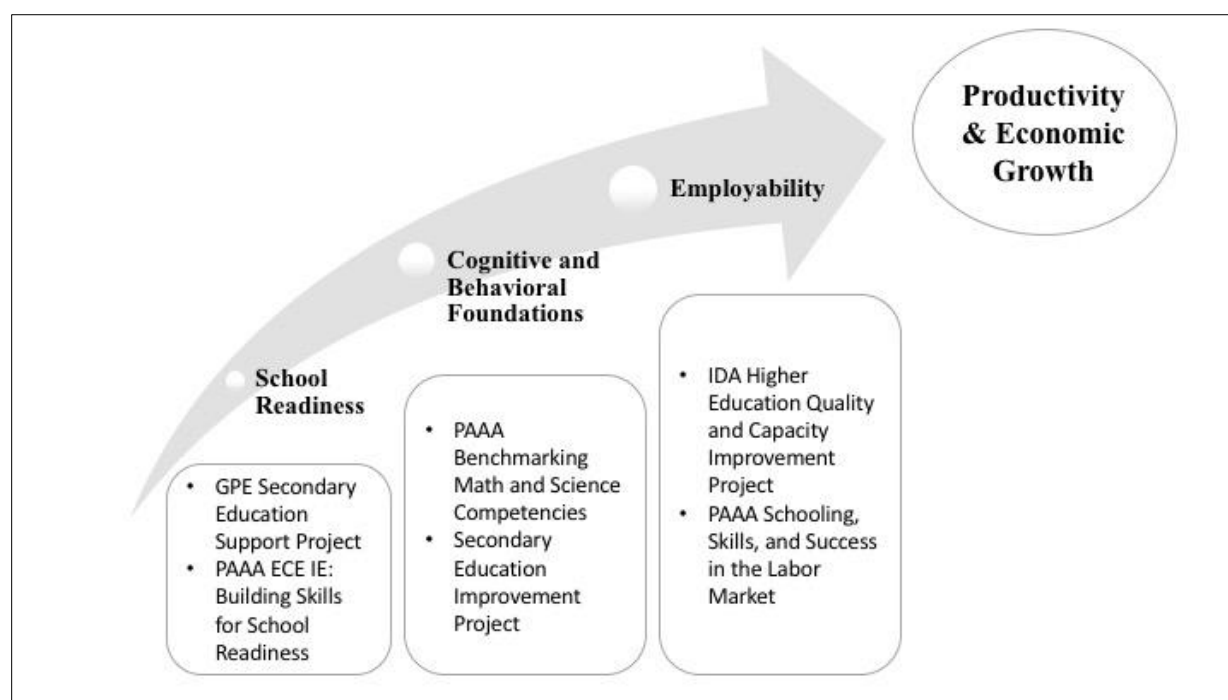 Productivity
& Economic
Growth
Employability
Cognitive and
Behavioral
Foundations
School
Readiness
• GPE Secondary
Education
Support Project
• PAAA ECE IE:
Building Skills
for School
Readiness
• PAAA
Benchmarking
Math and Science
Competencies
• Secondary
Education
Improvement
Project
• IDA Higher
Education Quality
and Capacity
Improvement
Project
• PAAA Schooling,
Skills, and Success
in the Labor
Market